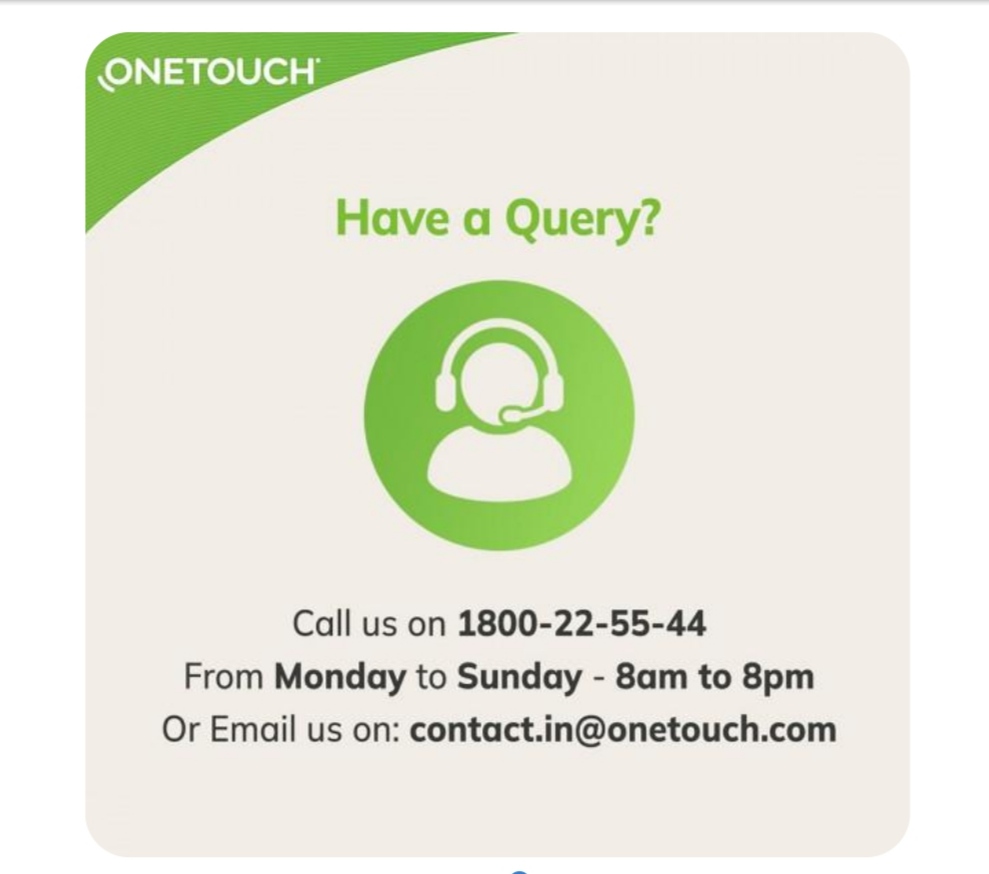 ONETOUCH
Have a Query?
Call us on 1800-22-55-44
From Monday to Sunday - 8am to 8pm
Or Email us on: contact.in@onetouch.com